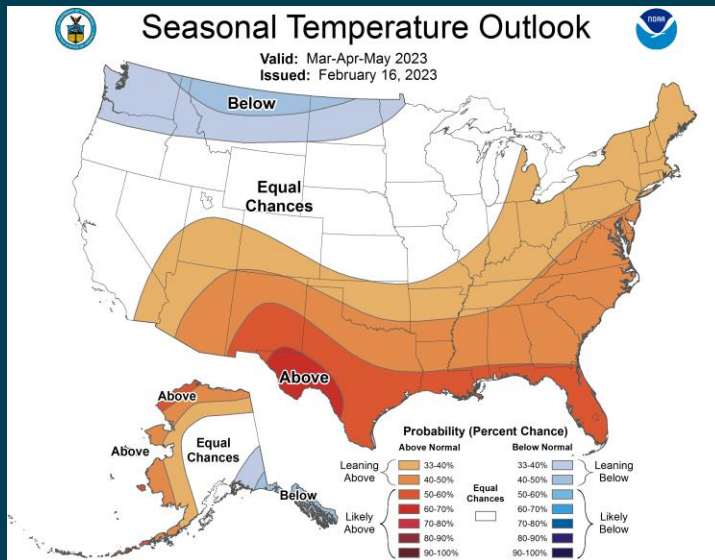 Seasonal Temperature Outlook
NOAA
Valid: Mar-Apr-May 2023
Issued: February 16, 2023
Below
Equal
Chances
Above
Above
Above
Equal
Chances
Below
Probability (Percent Chance)
Above Normal Below Normal
Leaning
Above
33-40%
40-50%
Likely
Above
50-60%
60-70%
70-80%
80-90%
90-100%
Equal
Chances
33-40%
40-50%
Leaning
Below
50-60%
60-70%
70-80%
80-90%
90-100%
Likely
Below